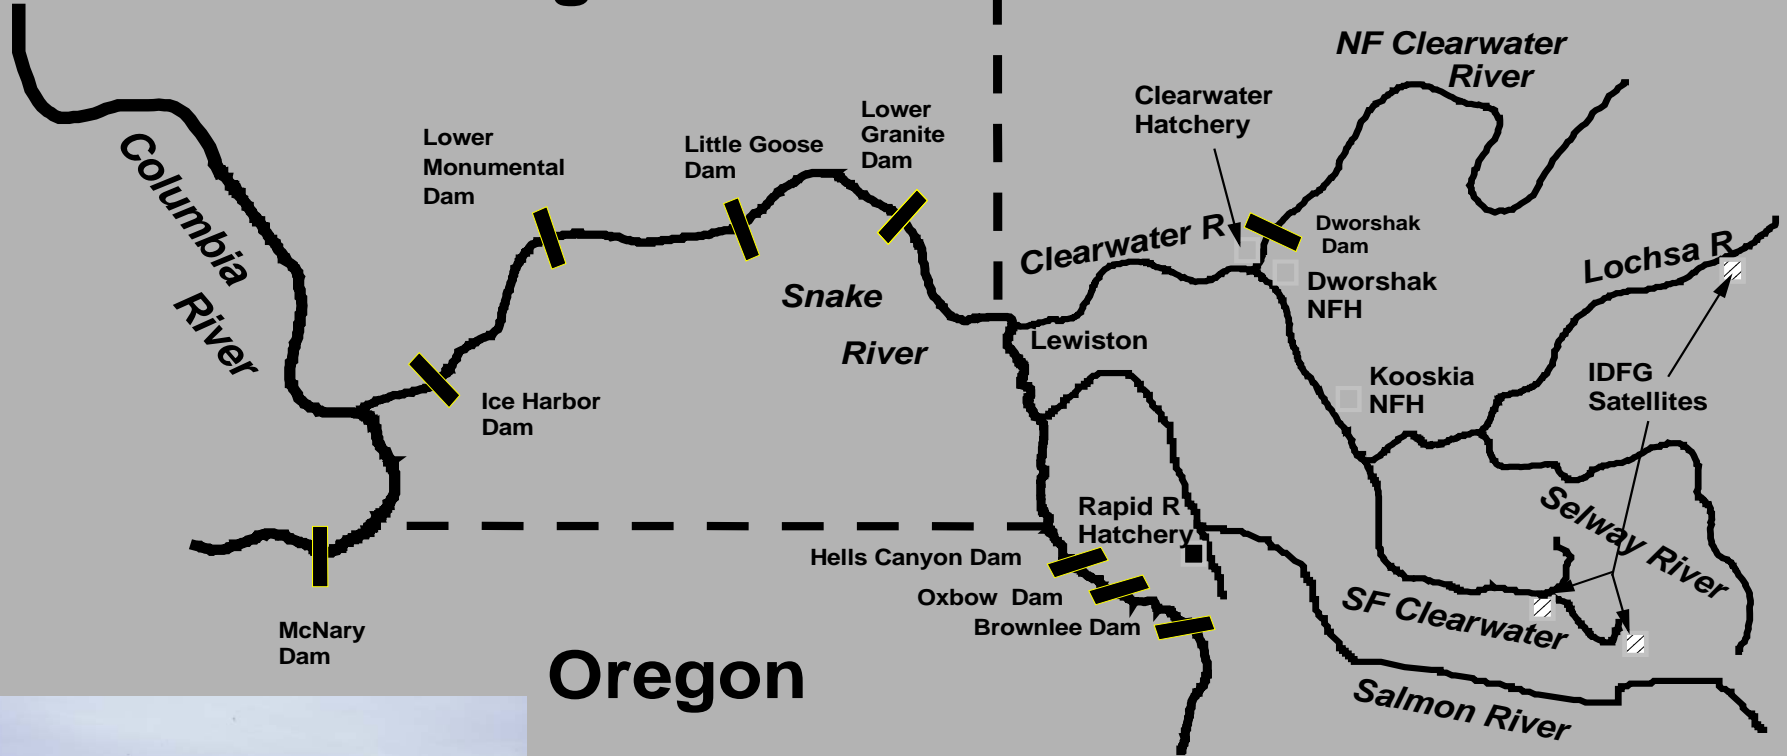 NF Clearwater
River
Clearwater
Hatchery
Lower
Granite
Dam
Lower
Monumental
Dam
Little Goose
Dam
Columbia
River
Dworshak
Dam
Clearwater R
Lochsa R
Dworshak
NFH
Snake
River
Lewiston
Kooskia
NFH
IDFG
Satellites
Ice Harbor
Dam
Rapid R
Hatchery
Selway River
Hells Canyon Dam
Oxbow Dam
Brownlee Dam
SF Clearwater
McNary
Dam
Oregon
Salmon River